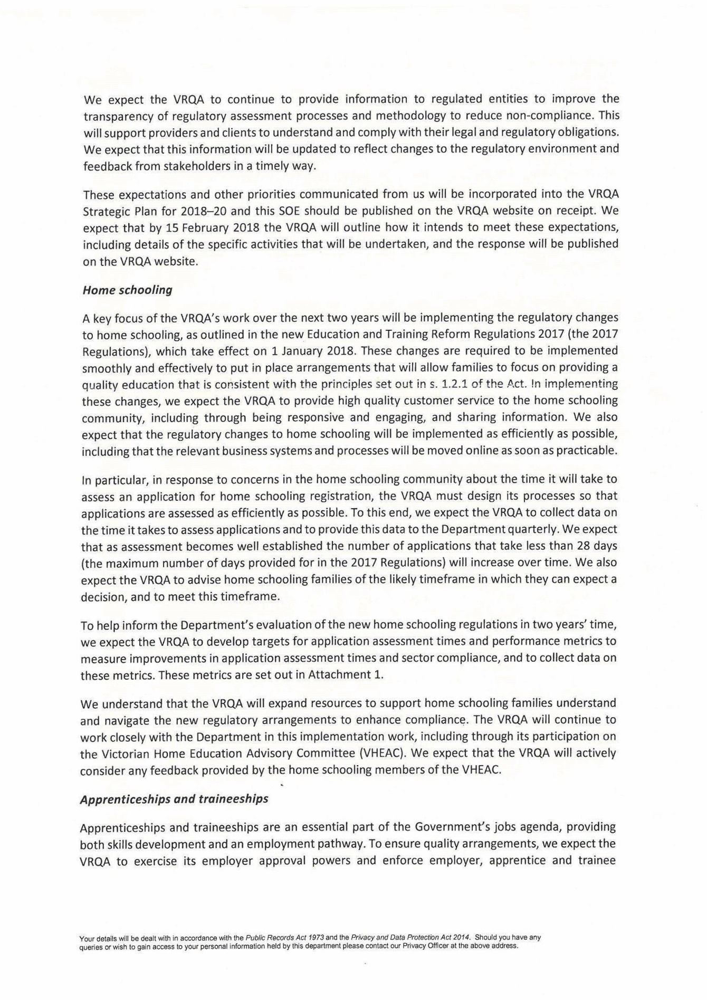 We expect the VRQA to continue to provide information to regulated entities to improve the
transparency of regulatory assessment processes and methodology to reduce non-compliance. This
will support providers and clients to understand and comply with their legal and regulatory obligations.
We expect that this information will be updated to reflect changes to the regulatory environment and
feedback from stakeholders in a timely way.
These expectations and other priorities communicated from us will be incorporated into the VRQA
Strategic Plan for 2018–20 and this SOE should be published on the VRQA website on receipt. We
expect that by 15 February 2018 the VRQA will outline how it intends to meet these expectations,
including details of the specific activities that will be undertaken, and the response will be published
on the VRQA website.
Home schooling
A key focus of the VRQA's work over the next two years will be implementing the regulatory changes
to home schooling, as outlined in the new Education and Training Reform Regulations 2017 (the 2017
Regulations), which take effect on 1 January 2018. These changes are required to be implemented
smoothly and effectively to put in place arrangements that will allow families to focus on providing a
quality education that is consistent with the principles set out in s. 1.2.1 of the Act. In implementing
these changes, we expect the VRQA to provide high quality customer service to the home schooling
community, including through being responsive and engaging, and sharing information. We also
expect that the regulatory changes to home schooling will be implemented as efficiently as possible,
including that the relevant business systems and processes will be moved online as soon as practicable.
In particular, in response to concerns in the home schooling community about the time it will take to
assess an application for home schooling registration, the VRQA must design its processes so that
applications are assessed as efficiently as possible. To this end, we expect the VRQA to collect data on
the time it takes to assess applications and to provide this data to the Department quarterly. We expect
that as assessment becomes well established the number of applications that take less than 28 days
(the maximum number of days provided for in the 2017 Regulations) will increase over time. We also
expect the VRQA to advise home schooling families of the likely timeframe in which they can expect a
decision, and to meet this timeframe.
To help inform the Department's evaluation of the new home schooling regulations in two years' time,
we expect the VRQA to develop targets for application assessment times and performance metrics to
measure improvements in application assessment times and sector compliance, and to collect data on
these metrics. These metrics are set out in Attachment 1.
We understand that the VRQA will expand resources to support home schooling families understand
and navigate the new regulatory arrangements to enhance compliance. The VRQA will continue to
work closely with the Department in this implementation work, including through its participation on
the Victorian Home Education Advisory Committee (VHEAC). We expect that the VRQA will actively
consider any feedback provided by the home schooling members of the VHEAC.
Apprenticeships and traineeships
Apprenticeships and traineeships are an essential part of the Government's jobs agenda, providing
both skills development and an employment pathway. To ensure quality arrangements, we expect the
VRQA to exercise its employer approval powers and enforce employer, apprentice and trainee
Your details will be dealt with in accordance with the Public Records Act 1973 and the Privacy and Data Protection Act 2014. Should you have any
queries or wish to gain access to your personal information held by this department please contact our Privacy Officer at the above address.